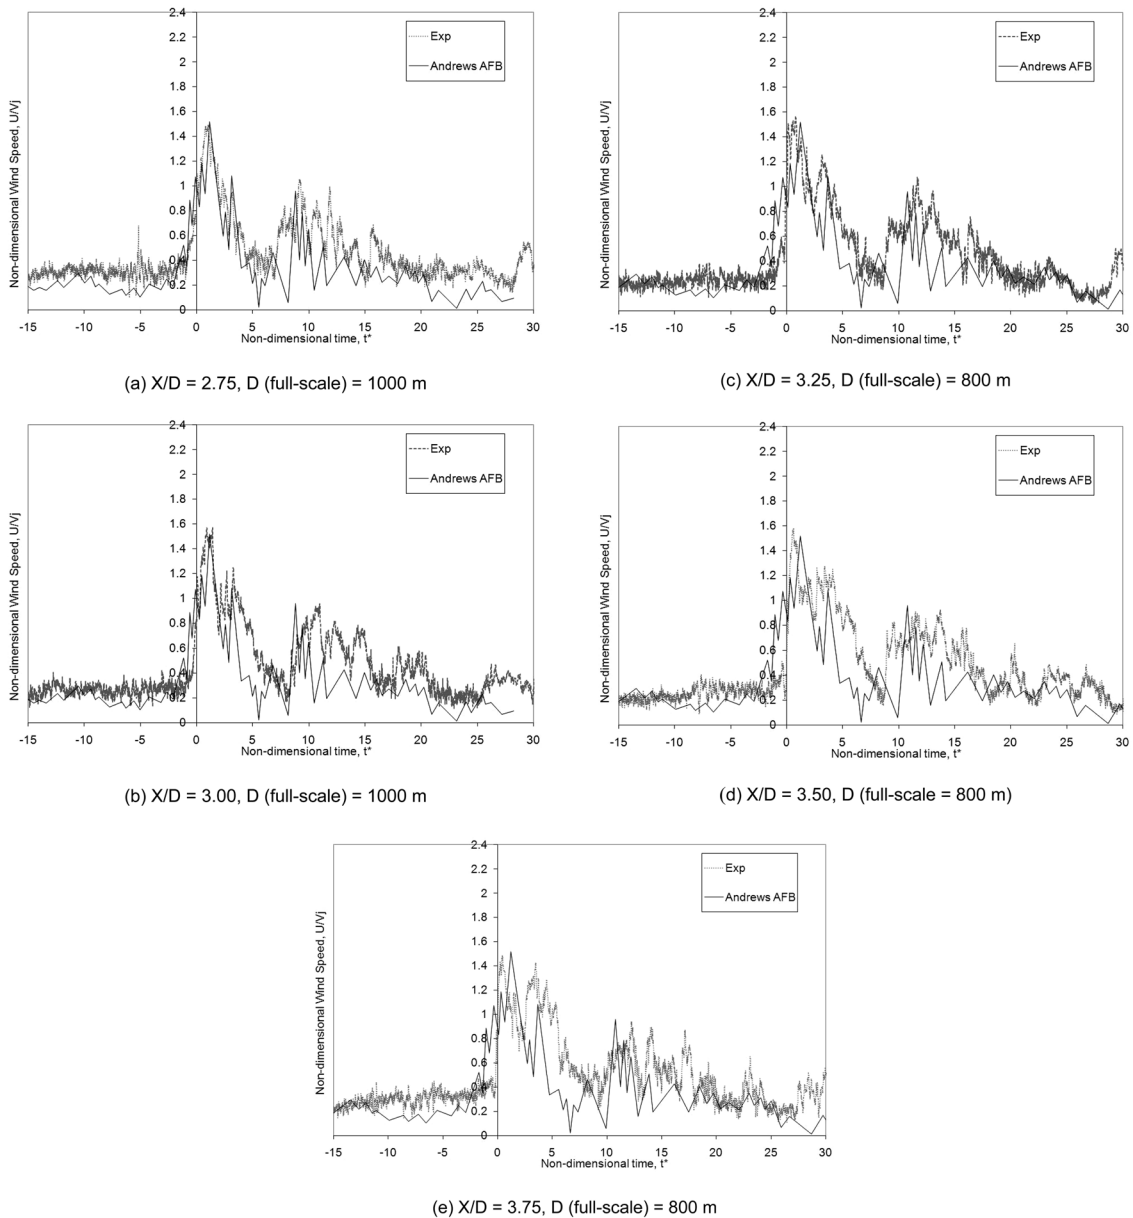 2.4
2.2
2
1.8
1.6
1.4
1.2
1
0.8
0.6
0.4
0.2
0
Non-dimensional Wind Speed, U/Vj
Exp
Andrews AFB
-15 -10 -5 0 5 10 15 20 25 30
Non-dimensional time, t*
(a) X/D = 2.75, D (full-scale) = 1000 m
2.4
2.2
2
1.8
1.6
1.4
1.2
1
0.8
0.6
0.4
0.2
0
Non-dimensional Wind Speed, U/Vj
Exp
Andrews AFB
-15 -10 -5 0 5 10 15 20 25 30
Non-dimensional time, t*
(c) X/D = 3.25, D (full-scale) = 800 m
2.4
2.2
2
1.8
1.6
1.4
1.2
1
0.8
0.6
0.4
0.2
0
Non-dimensional Wind Speed, U/Vj
Exp
Andrews AFB
-15 -10 -5 0 5 10 15 20 25 30
Non-dimensional time, t*
(b) X/D = 3.00, D (full-scale) = 1000 m
2.4
2.2
2
1.8
1.6
1.4
1.2
1
0.8
0.6
0.4
0.2
0
Non-dimensional Wind Speed, U/Vj
Exp
Andrews AFB
-15 -10 -5 0 5 10 15 20 25 30
Non-dimensional time, t*
(d) X/D = 3.50, D (full-scale = 800 m)
2.4
2.2
2
1.8
1.6
1.4
1.2
1
0.8
0.6
0.4
0.2
0
Non-dimensional Wind Speed, U/Vj
Exp
Andrews AFB
-15 -10 -5 0 5 10 15 20 25 30
Non-dimensional time, t*
(e) X/D = 3.75, D (full-scale) = 800 m